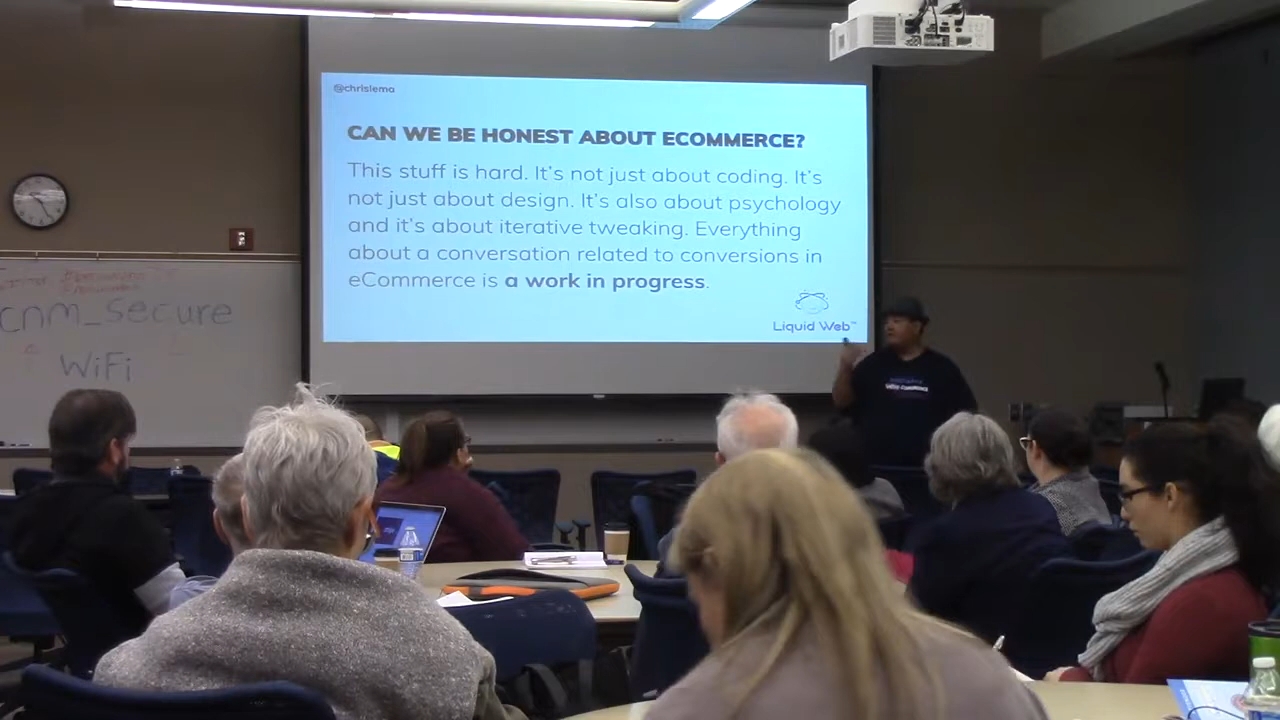 @chrislema
CAN WE BE HONEST ABOUT ECOMMERCE?
This stuff is hard. It's not just about coding. It's
not just about design. It's also about psychology
and it's about iterative tweaking. Everything
about a conversation related to conversions in
eCommerce is a work in progress.
Liquid Web™
cnm_secure
WiFi